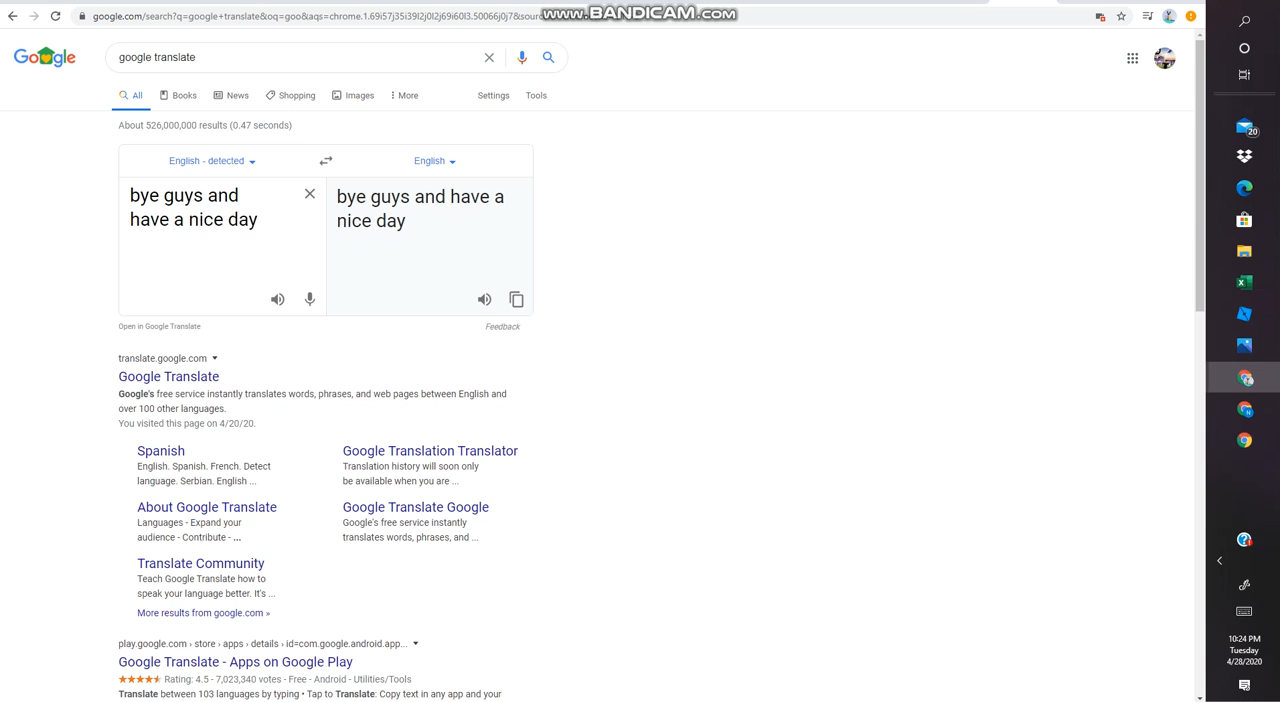 google.com/search?q=google+translate&oq=goo&aqs=chrome.1.69i57j35i39l2j0l2j69i60l3.5066j0j7&sour
www.BANDICAM.com
Google
google translate
All Books News Shopping Images More Settings Tools
About 526,000,000 results (0.47 seconds)
English - detected English
bye guys and
have a nice day
bye guys and have a
nice day
Open in Google Translate Feedback
translate.google.com
Google Translate
Google's free service instantly translates words, phrases, and web pages between English and
over 100 other languages.
You visited this page on 4/20/20.
Spanish
English. Spanish. French. Detect
language. Serbian. English ...
Google Translation Translator
Translation history will soon only
be available when you are ...
About Google Translate
Languages - Expand your
audience - Contribute - ...
Google Translate Google
Google's free service instantly
translates words, phrases, and ...
Translate Community
Teach Google Translate how to
speak your language better. It's ...
More results from google.com »
play.google.com › store › apps › details › id=com.google.android.app...
Google Translate - Apps on Google Play
Rating: 4.5 - 7,023,340 votes - Free - Android - Utilities/Tools
Translate between 103 languages by typing • Tap to Translate: Copy text in any app and your
20
N
10:24 PM
Tuesday
4/28/2020